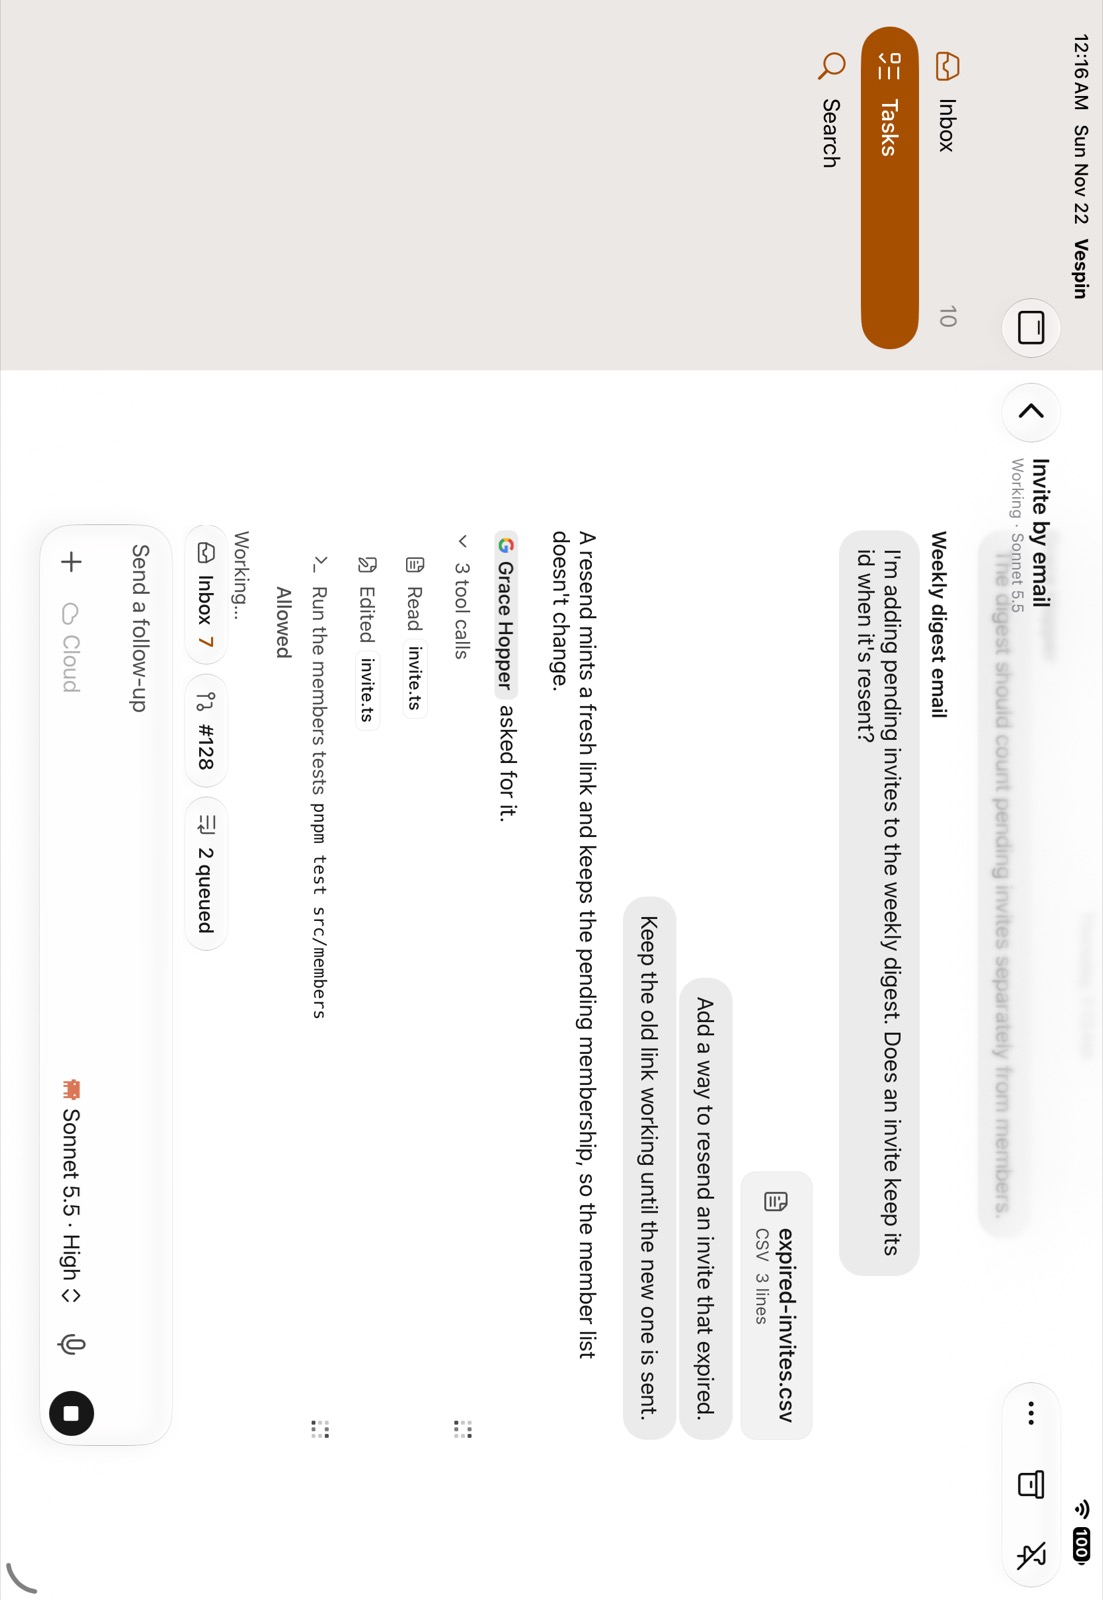 12:16 AM Sun Nov 22 Vespin
100
Inbox 10
Tasks
Search
Invite by email
Working · Sonnet 5.5
The digest should count pending invites separately from members.
Weekly digest email
I'm adding pending invites to the weekly digest. Does an invite keep its
id when it's resent?
expired-invites.csv
CSV 3 lines
Add a way to resend an invite that expired.
Keep the old link working until the new one is sent.
A resend mints a fresh link and keeps the pending membership, so the member list
doesn't change.
Grace Hopper asked for it.
3 tool calls
Read invite.ts
Edited invite.ts
Run the members tests pnpm test src/members
Allowed
Working...
Inbox 7
#128
2 queued
Send a follow-up
Cloud
Sonnet 5.5 · High